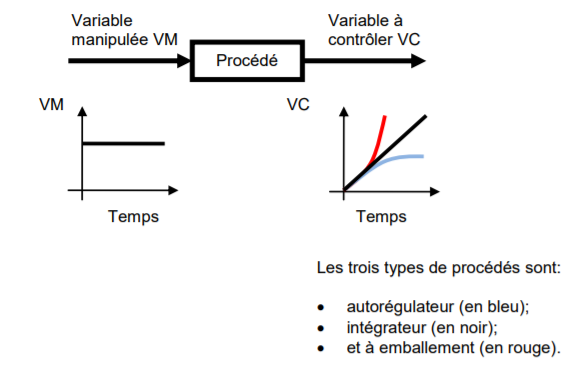 Variable
manipulée VM
Variable à
contrôler VC
Procédé
VM
VC
Temps
Temps
Les trois types de procédés sont:
• autorégulateur (en bleu);
• intégrateur (en noir);
• et à emballement (en rouge).